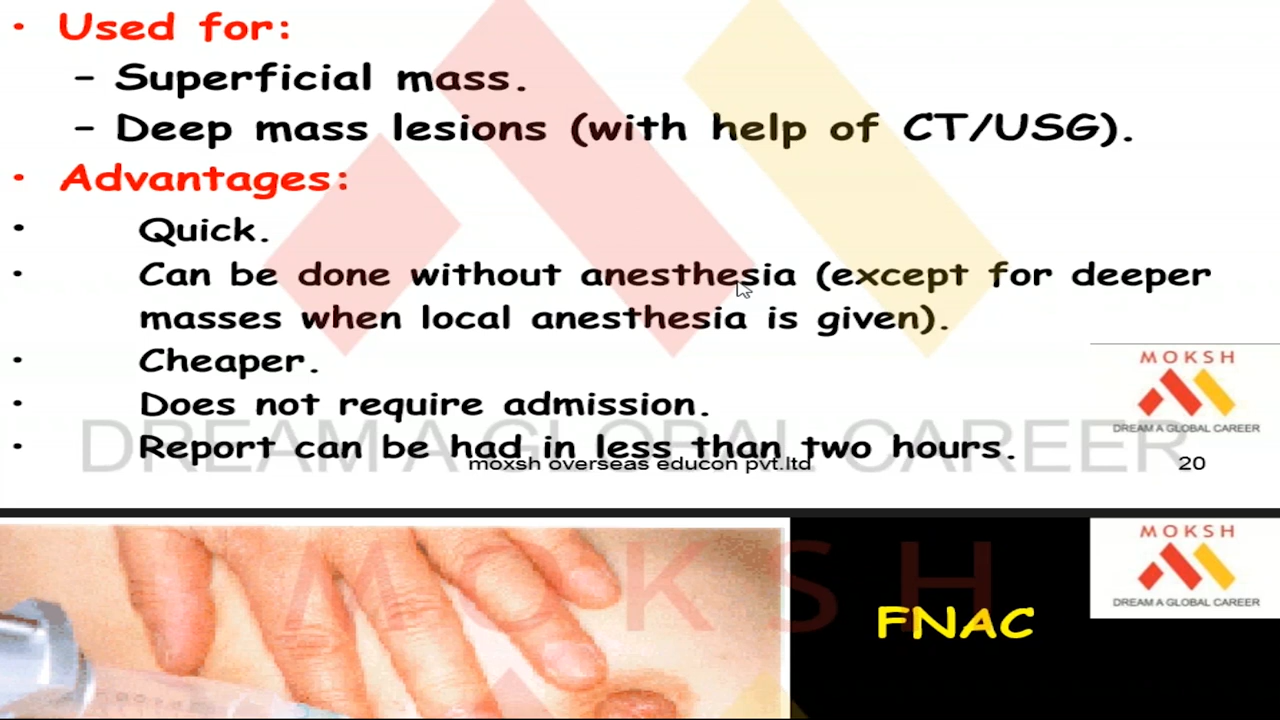 • Used for:
– Superficial mass.
– Deep mass lesions (with help of CT/USG).
• Advantages:
• Quick.
• Can be done without anesthesia (except for deeper
masses when local anesthesia is given).
• Cheaper.
• Does not require admission.
• Report can be had in less than two hours.
MOKSH
DREAM A GLOBAL CAREER
DREAM A GLOBAL CAREER
moxsh overseas educon pvt.ltd
20
MOKSH
MOKSH
DREAM A GLOBAL CAREER
FNAC